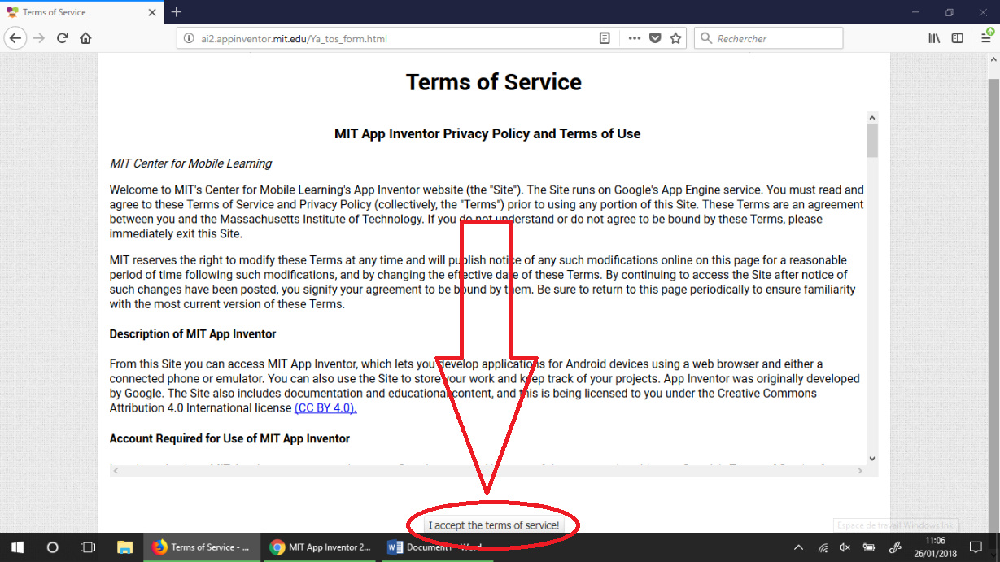 Terms of Service
ai2.appinventor.mit.edu/Ya_tos_form.html
Rechercher
Terms of Service
MIT App Inventor Privacy Policy and Terms of Use
MIT Center for Mobile Learning
Welcome to MIT's Center for Mobile Learning's App Inventor website (the "Site"). The Site runs on Google's App Engine service. You must read and
agree to these Terms of Service and Privacy Policy (collectively, the "Terms") prior to using any portion of this Site. These Terms are an agreement
between you and the Massachusetts Institute of Technology. If you do not understand or do not agree to be bound by these Terms, please
immediately exit this Site.
MIT reserves the right to modify these Terms at any time and will publish notice of any such modifications online on this page for a reasonable
period of time following such modifications, and by changing the effective date of these Terms. By continuing to access the Site after notice of
such changes have been posted, you signify your agreement to be bound by them. Be sure to return to this page periodically to ensure familiarity
with the most current version of these Terms.
Description of MIT App Inventor
From this Site you can access MIT App Inventor, which lets you develop applications for Android devices using a web browser and either a
connected phone or emulator. You can also use the Site to store your work and keep track of your projects. App Inventor was originally developed
by Google. The Site also includes documentation and educational content, and this is being licensed to you under the Creative Commons
Attribution 4.0 International license (CC BY 4.0).
Account Required for Use of MIT App Inventor
I accept the terms of service!
Espace de travail Windows Ink
Terms of Service - ...
MIT App Inventor 2...
Document1 - Word
11:06
26/01/2018